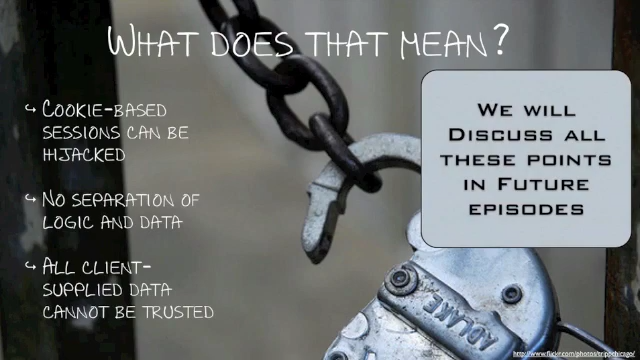 What does that mean?
↪ Cookie-based
sessions can be
hijacked
↪ No separation of
logic and data
↪ All client-
supplied data
cannot be trusted
We will
Discuss all
these points
in Future
episodes
ADLAKE